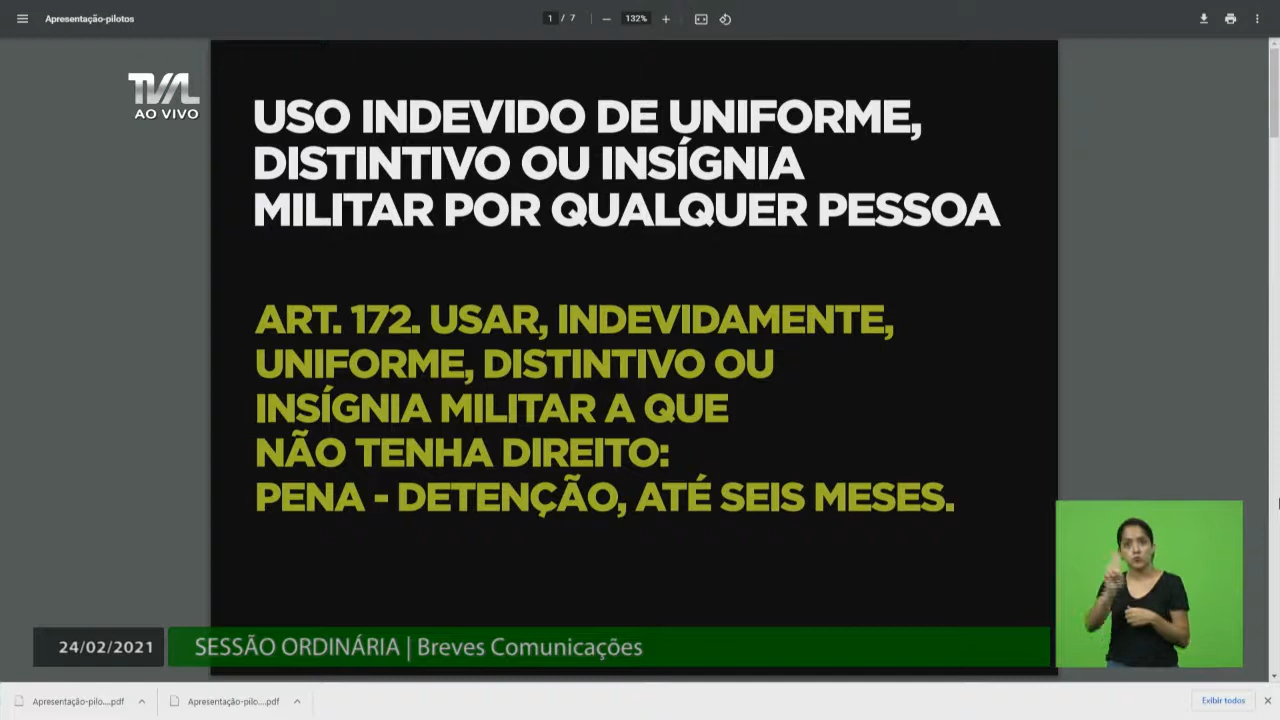 Apresentação-pilotos
1 / 7
132%
TVAL
AO VIVO
USO INDEVIDO DE UNIFORME,
DISTINTIVO OU INSÍGNIA
MILITAR POR QUALQUER PESSOA
ART. 172. USAR, INDEVIDAMENTE,
UNIFORME, DISTINTIVO OU
INSÍGNIA MILITAR A QUE
NÃO TENHA DIREITO:
PENA - DETENÇÃO, ATÉ SEIS MESES.
24/02/2021
SESSÃO ORDINÁRIA | Breves Comunicações
Apresentação-pilo....pdf
Apresentação-pilo....pdf
Exibir todos